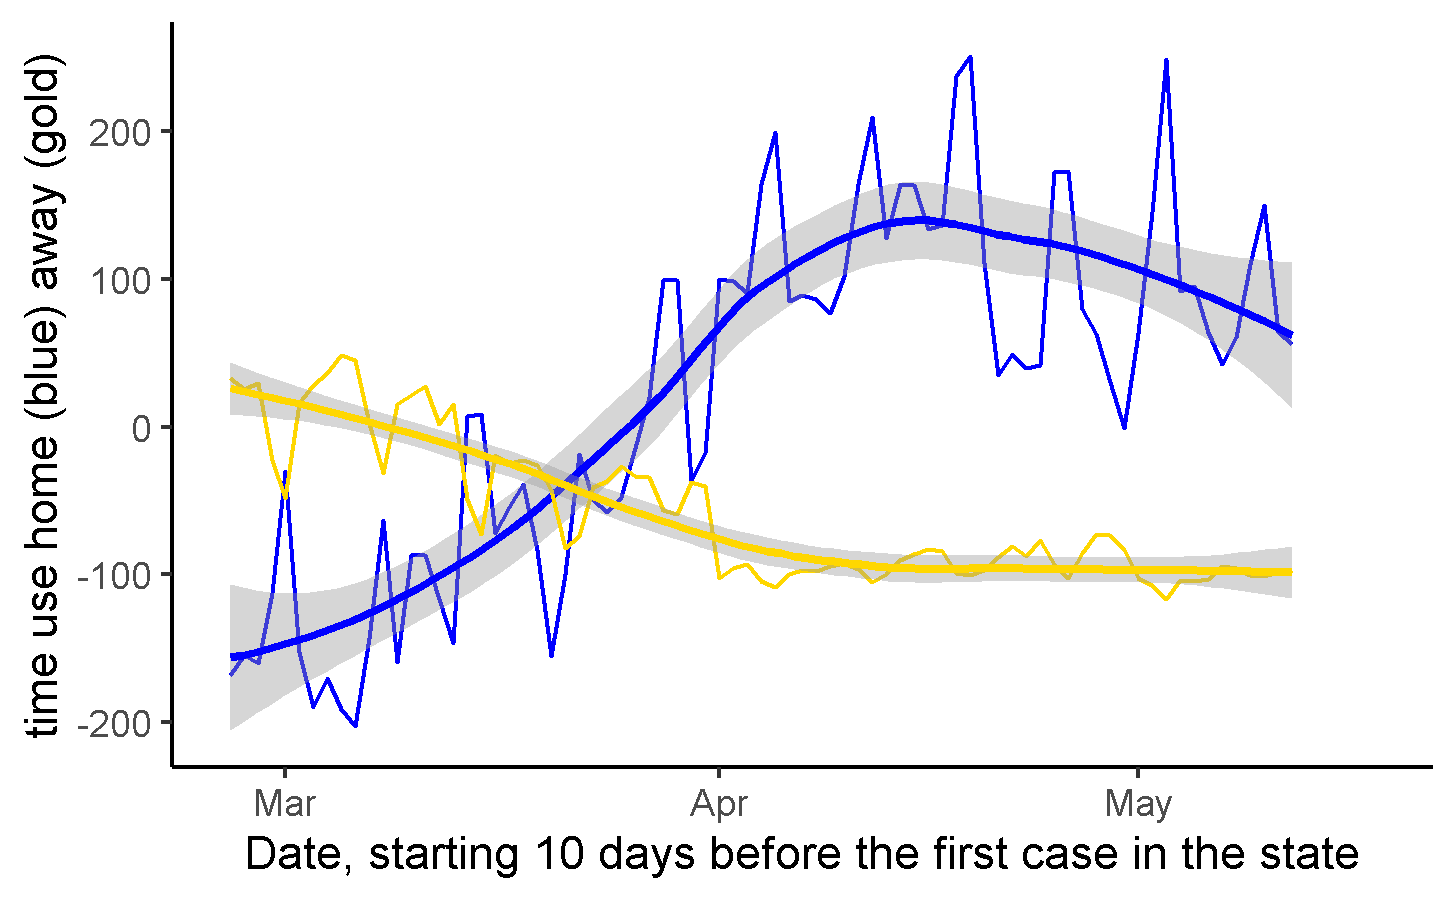 time use home (blue) away (gold)
200
100
0
-100
-200
Mar Apr May
Date, starting 10 days before the first case in the state